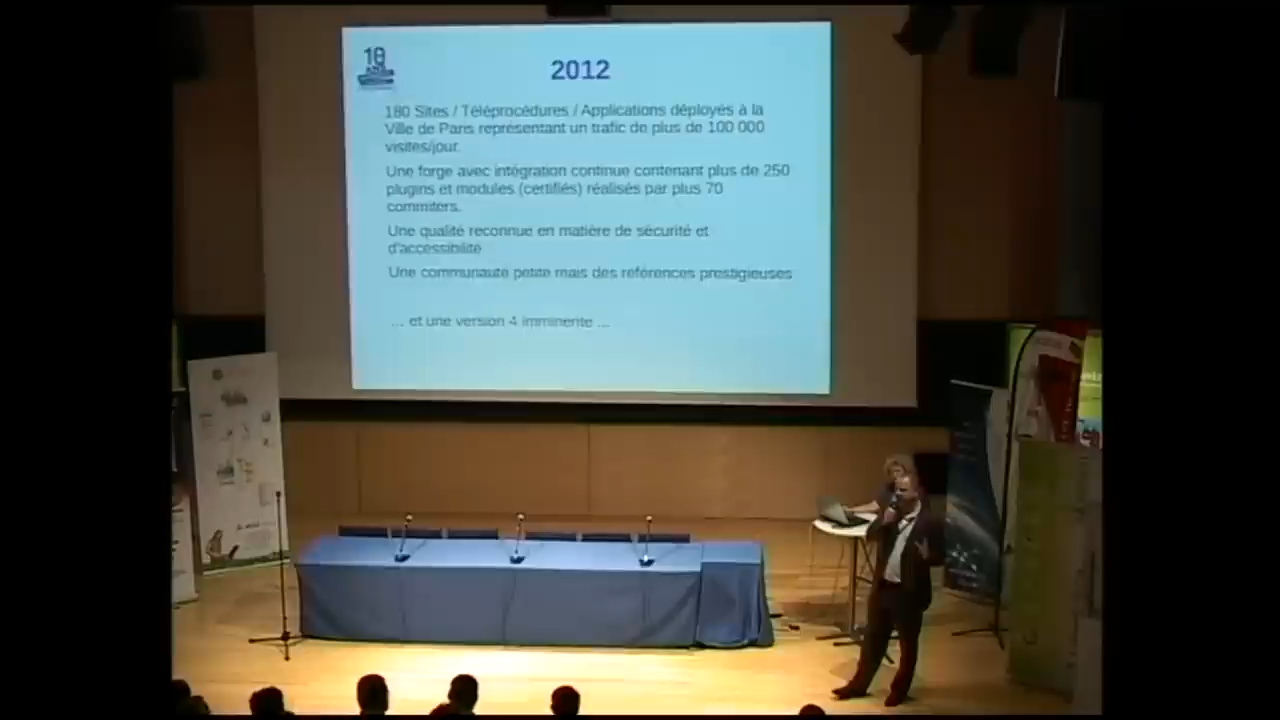 10
ANS
2012
180 Sites / Téléprocédures / Applications déployés à la
Ville de Paris représentant un trafic de plus de 100 000
visites/jour.
Une forge avec intégration continue contenant plus de 250
plugins et modules (certifiés) réalisés par plus 70
commiters.
Une qualité reconnue en matière de sécurité et
d'accessibilité
Une communauté petite mais des références prestigieuses
... et une version 4 imminente ...